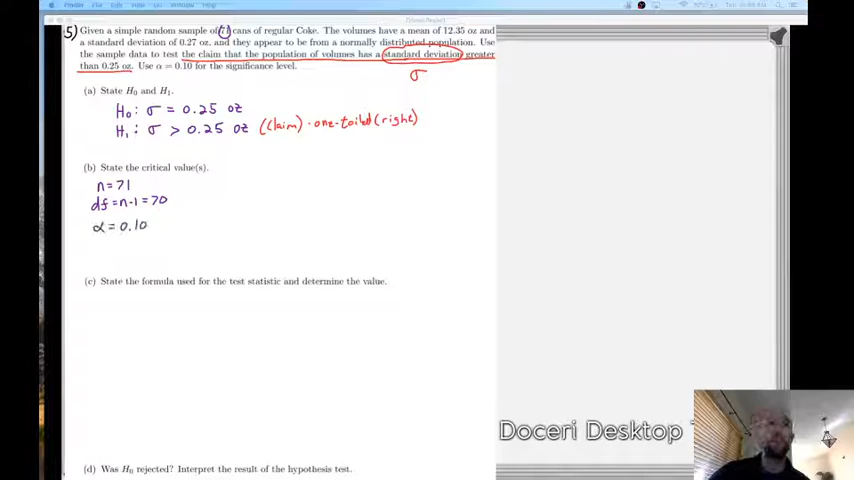 5) Given a simple random sample of 71 cans of regular Coke. The volumes have a mean of 12.35 oz and
a standard deviation of 0.27 oz, and they appear to be from a normally distributed population. Use
the sample data to test the claim that the population of volumes has a standard deviation greater
than 0.25 oz. Use α = 0.10 for the significance level.
σ
(a) State H₀ and H₁.
H₀: σ = 0.25 oz
H₁: σ > 0.25 oz (Claim) · one-tailed (right)
(b) State the critical value(s).
n = 71
df = n-1 = 70
α = 0.10
(c) State the formula used for the test statistic and determine the value.
Doceri Desktop
(d) Was H₀ rejected? Interpret the result of the hypothesis test.